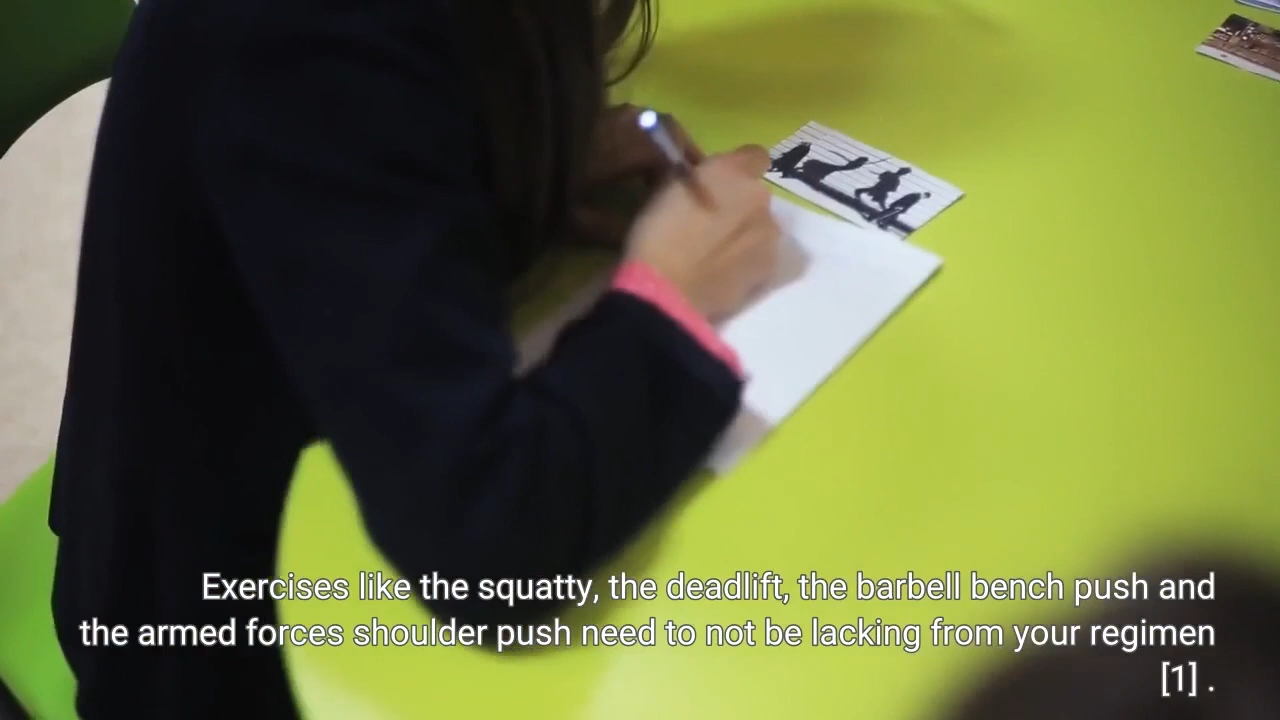 Exercises like the squatty, the deadlift, the barbell bench push and
the armed forces shoulder push need to not be lacking from your regimen
[1] .